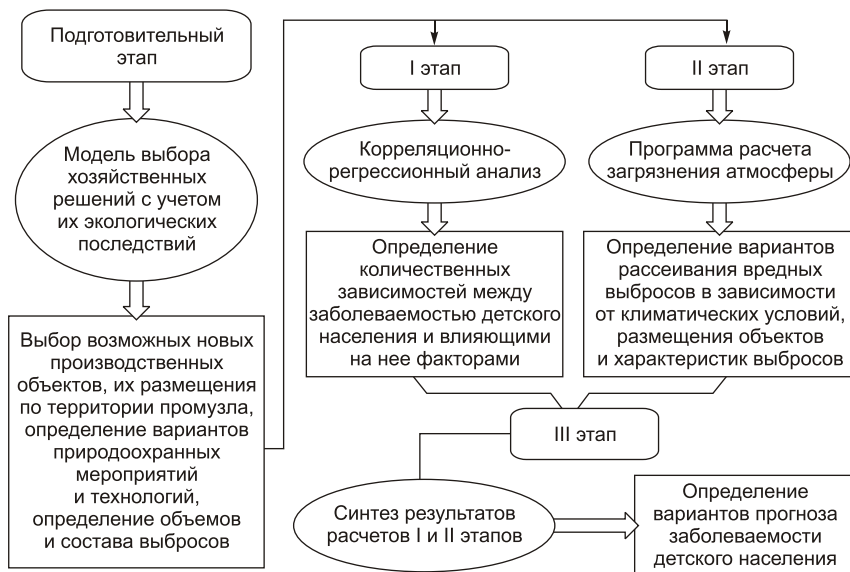 Подготовительный
этап
Модель выбора
хозяйственных
решений с учетом
их экологических
последствий
Выбор возможных новых
производственных
объектов, их размещения
по территории промузла,
определение вариантов
природоохранных
мероприятий
и технологий,
определение объемов
и состава выбросов
I этап
Корреляционно-
регрессионный анализ
Определение
количественных
зависимостей между
заболеваемостью детского
населения и влияющими
на нее факторами
II этап
Программа расчета
загрязнения атмосферы
Определение вариантов
рассеивания вредных
выбросов в зависимости
от климатических условий,
размещения объектов
и характеристик выбросов
III этап
Синтез результатов
расчетов I и II этапов
Определение
вариантов прогноза
заболеваемости
детского населения